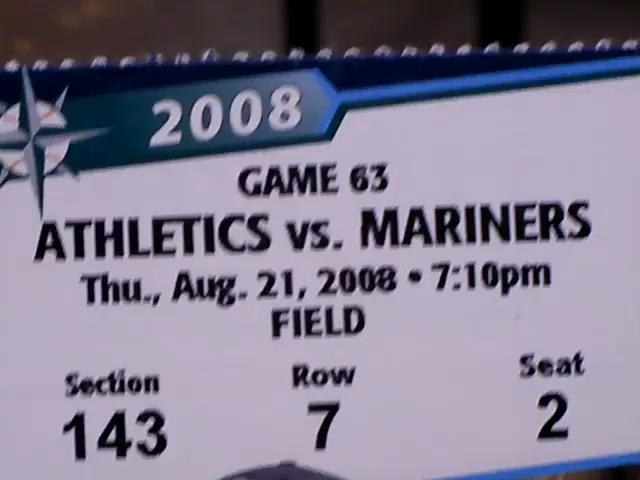 2008
GAME 63
ATHLETICS vs. MARINERS
Thu., Aug. 21, 2008 • 7:10pm
FIELD
Section Row Seat
143 7 2